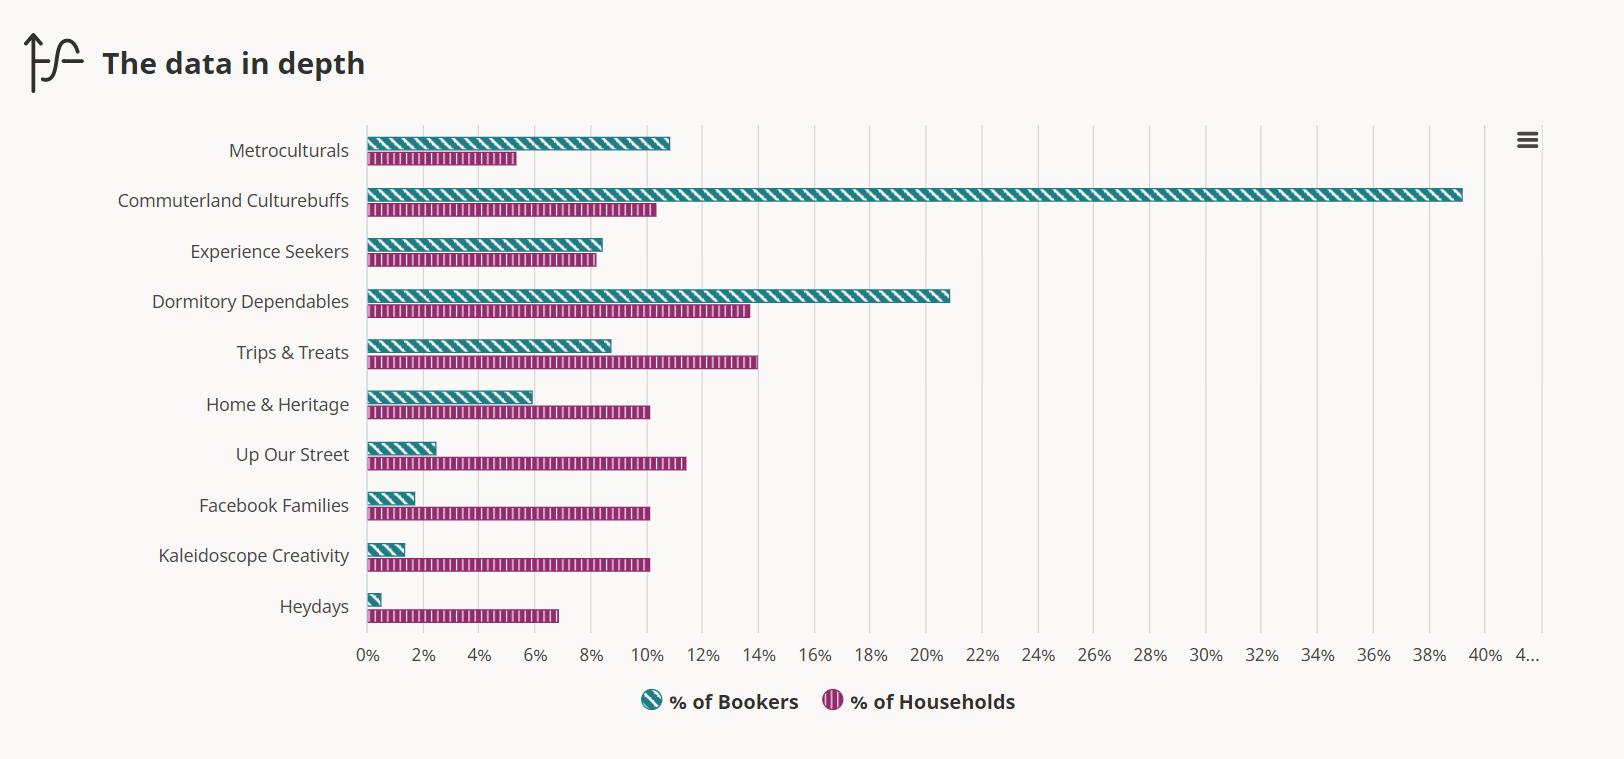 The data in depth
Metroculturals
Commuterland Culturebuffs
Experience Seekers
Dormitory Dependables
Trips & Treats
Home & Heritage
Up Our Street
Facebook Families
Kaleidoscope Creativity
Heydays
0% 2% 4% 6% 8% 10% 12% 14% 16% 18% 20% 22% 24% 26% 28% 30% 32% 34% 36% 38% 40% 4...
% of Bookers % of Households